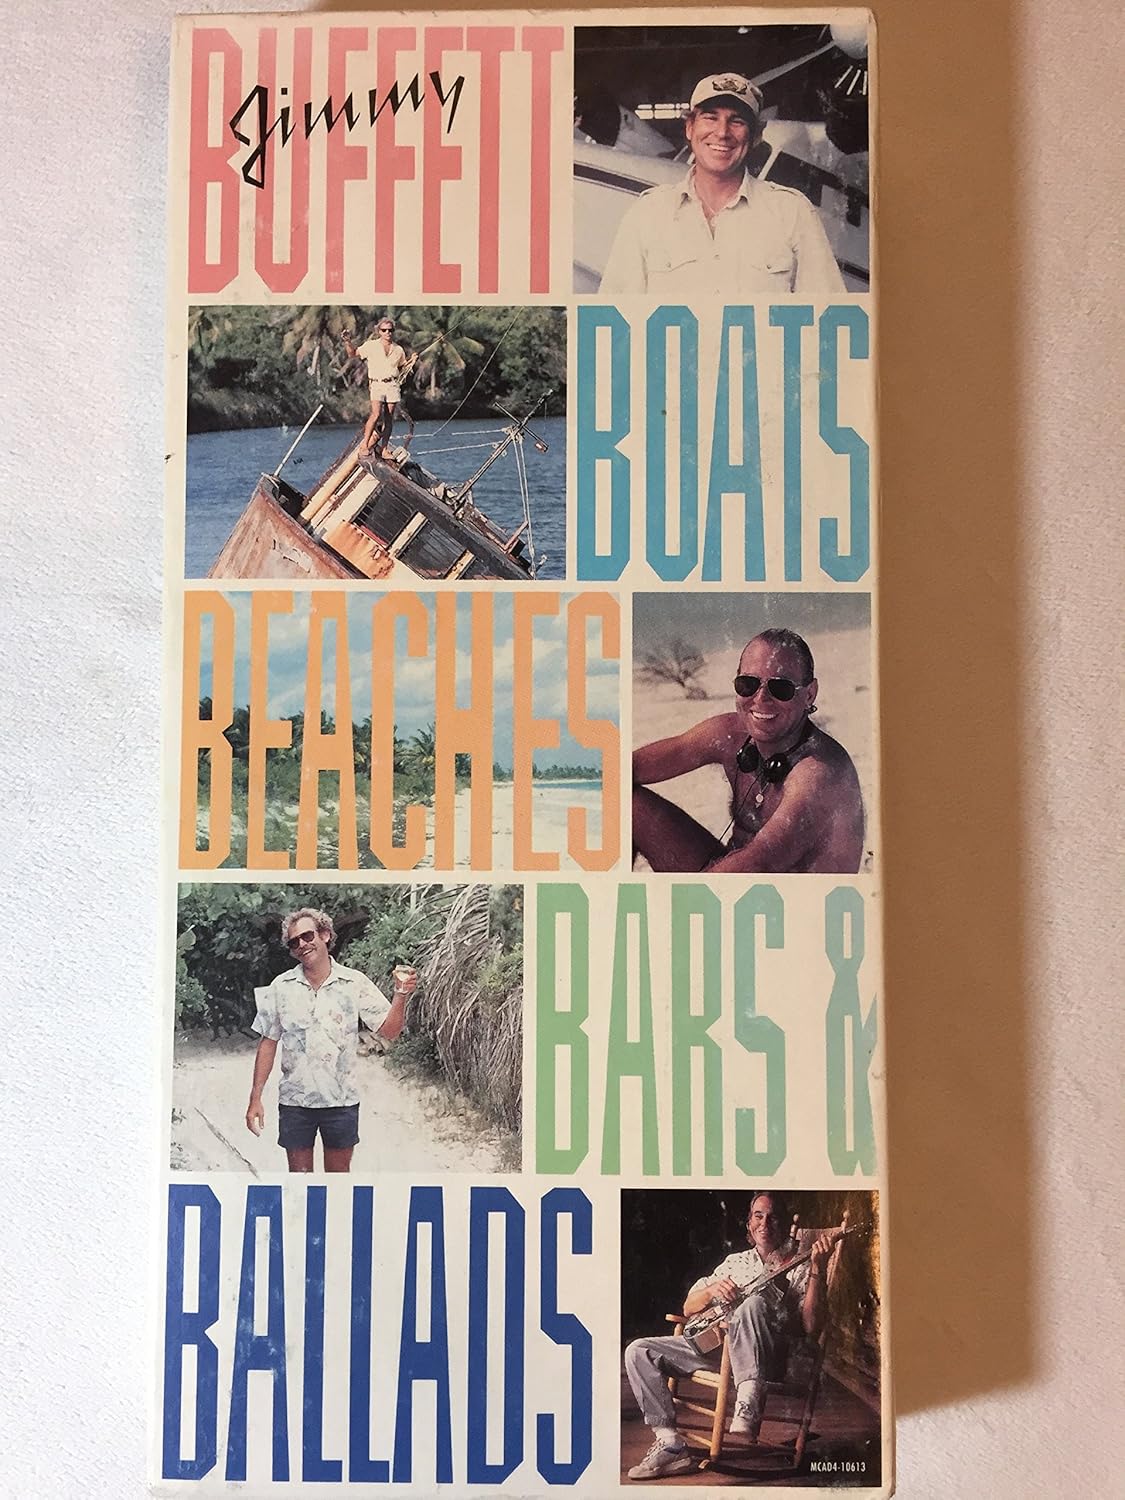 Jimmy
BUFFETT
BOATS
BEACHES
BARS &
BALLADS
MCAD4-10613